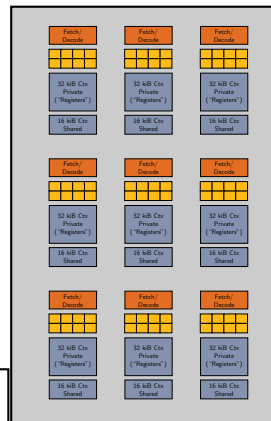 Fetch/
Decode
Fetch/
Decode
Fetch/
Decode
32 kiB Ctx
Private
("Registers")
32 kiB Ctx
Private
("Registers")
32 kiB Ctx
Private
("Registers")
16 kiB Ctx
Shared
16 kiB Ctx
Shared
16 kiB Ctx
Shared
Fetch/
Decode
Fetch/
Decode
Fetch/
Decode
32 kiB Ctx
Private
("Registers")
32 kiB Ctx
Private
("Registers")
32 kiB Ctx
Private
("Registers")
16 kiB Ctx
Shared
16 kiB Ctx
Shared
16 kiB Ctx
Shared
Fetch/
Decode
Fetch/
Decode
Fetch/
Decode
32 kiB Ctx
Private
("Registers")
32 kiB Ctx
Private
("Registers")
32 kiB Ctx
Private
("Registers")
16 kiB Ctx
Shared
16 kiB Ctx
Shared
16 kiB Ctx
Shared